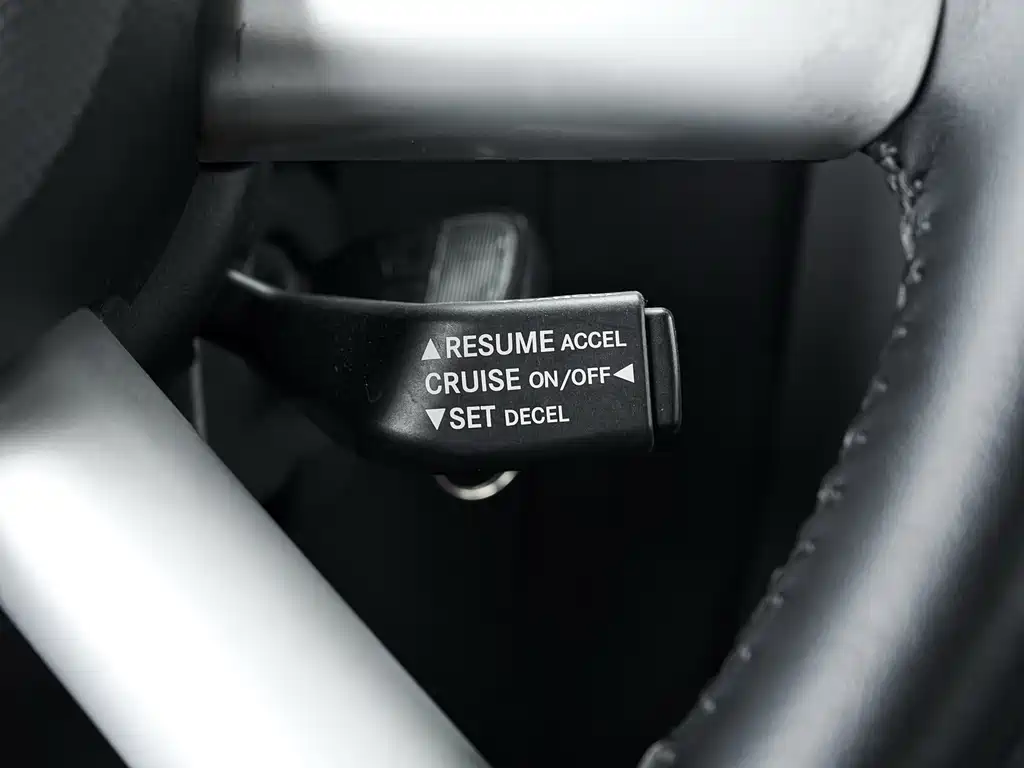 ▲RESUME ACCEL
CRUISE ON/OFF◀
▼SET DECEL